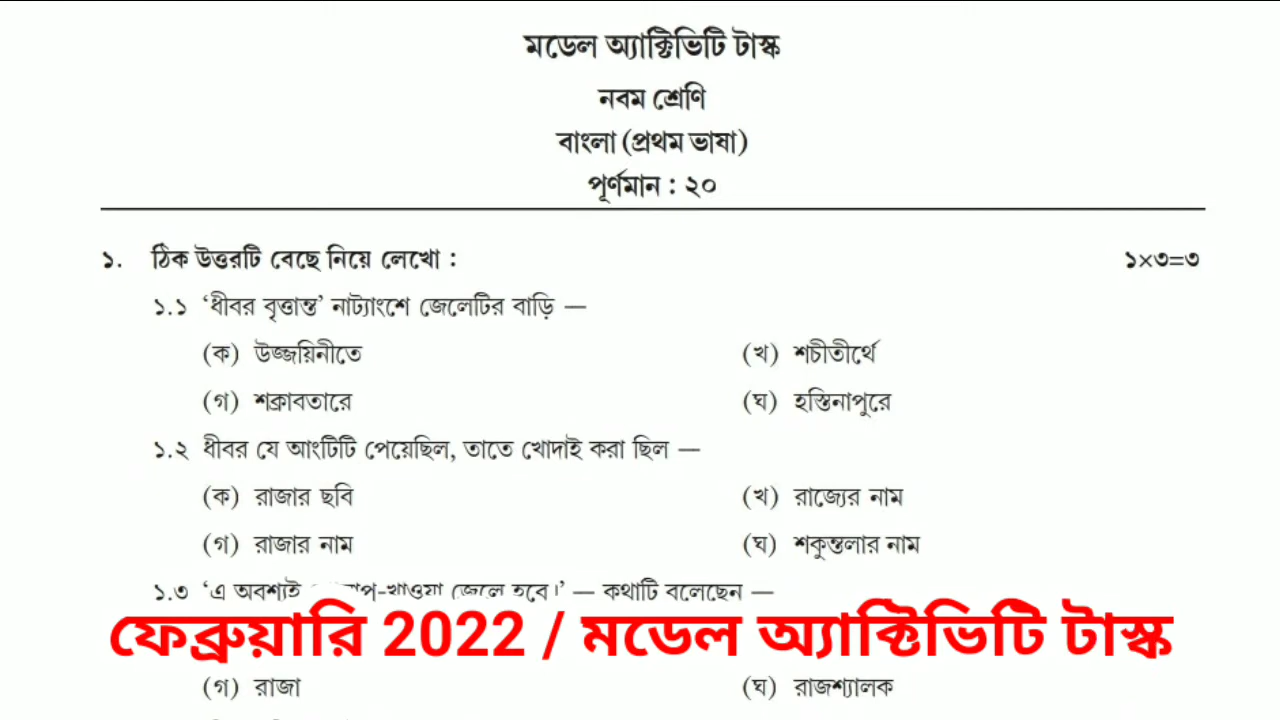 মডেল অ্যাক্টিভিটি টাস্ক
নবম শ্রেণি
বাংলা (প্রথম ভাষা)
পূর্ণমান : ২০
১. ঠিক উত্তরটি বেছে নিয়ে লেখো : ১×৩=৩
১.১ ‘ধীবর বৃত্তান্ত’ নাট্যাংশে জেলেটির বাড়ি —
(ক) উজ্জয়িনীতে (খ) শচীতীর্থে
(গ) শক্রাবতারে (ঘ) হস্তিনাপুরে
১.২ ধীবর যে আংটিটি পেয়েছিল, তাতে খোদাই করা ছিল —
(ক) রাজার ছবি (খ) রাজ্যের নাম
(গ) রাজার নাম (ঘ) শকুন্তলার নাম
১.৩ ‘এ অবশ্যই জেলে হবে।’ — কথাটি বলেছেন —
ফেব্রুয়ারি 2022 / মডেল অ্যাক্টিভিটি টাস্ক
(গ) রাজা (ঘ) রাজশ্যালক